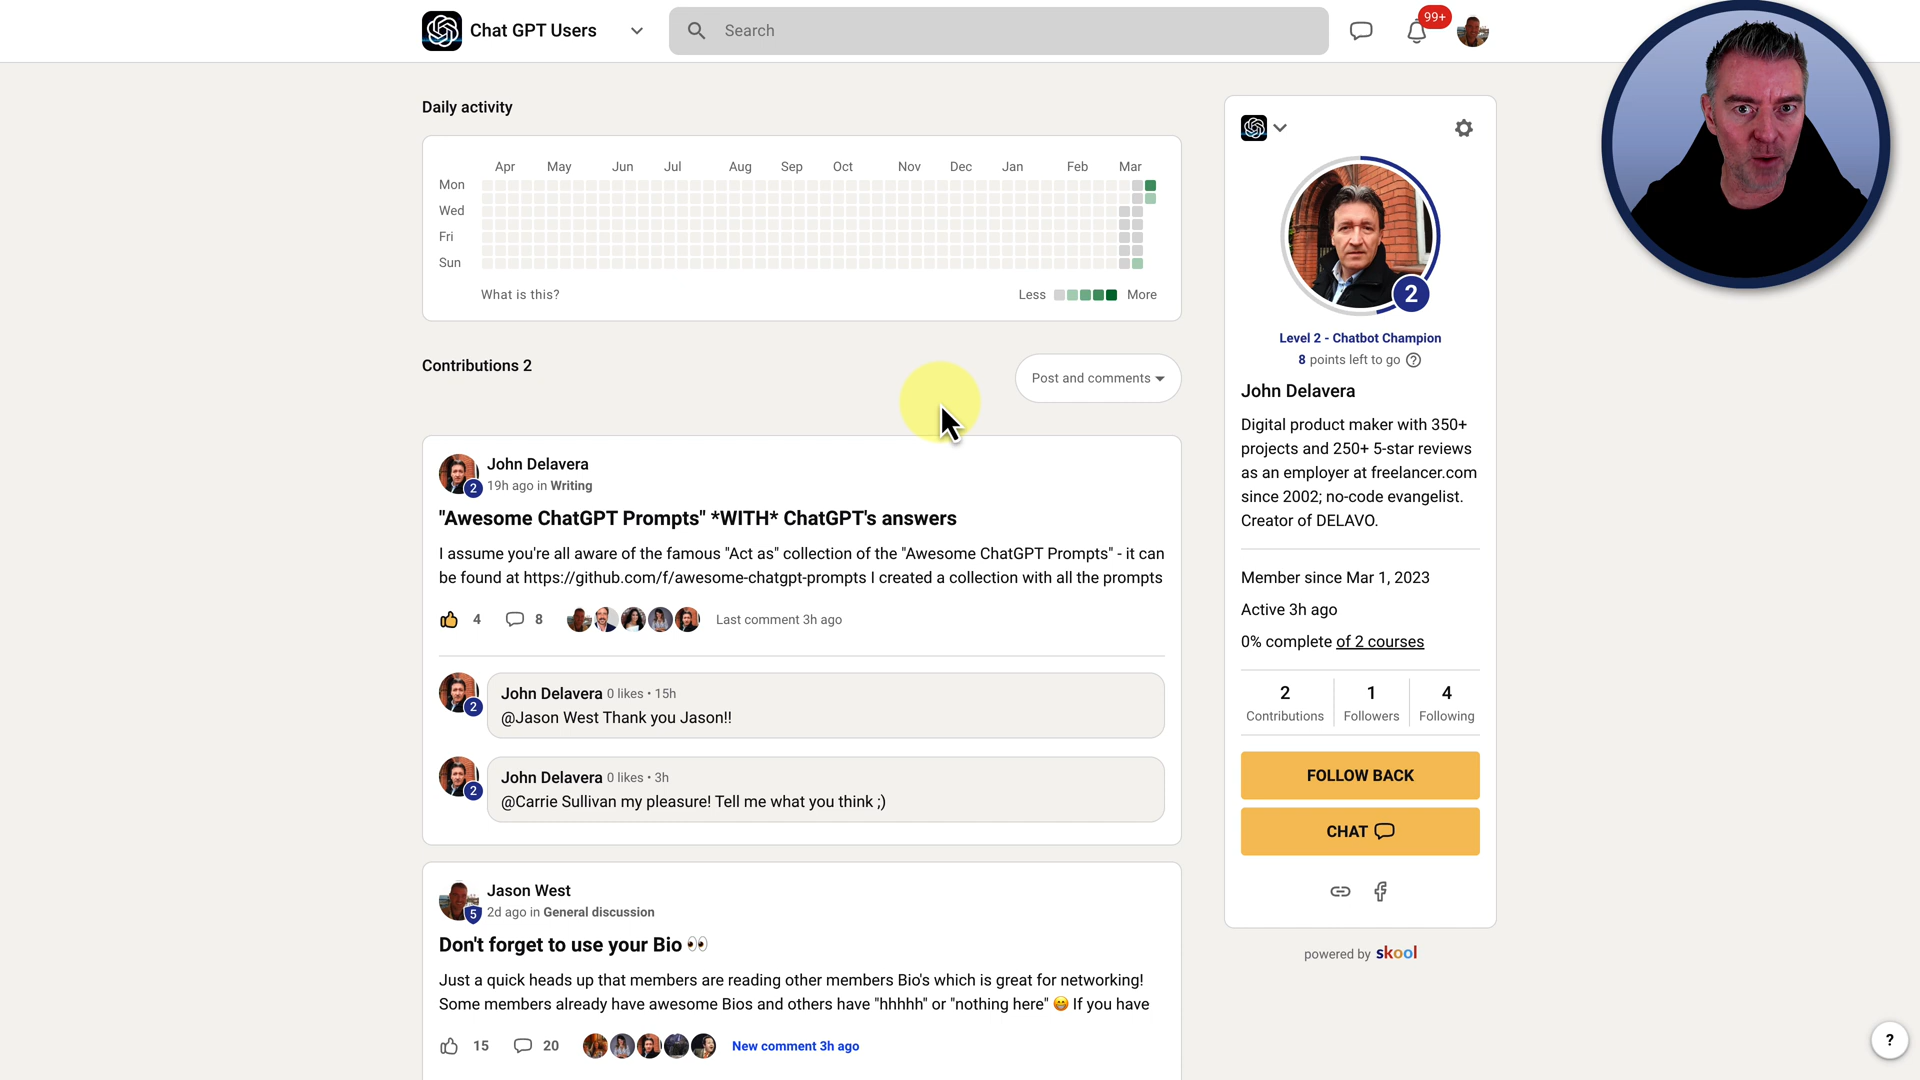 Chat GPT Users
Search
99+
Daily activity
Apr May Jun Jul Aug Sep Oct Nov Dec Jan Feb Mar
Mon
Wed
Fri
Sun
What is this?
Less More
Contributions 2
Post and comments
John Delavera
2
19h ago in Writing
"Awesome ChatGPT Prompts" *WITH* ChatGPT's answers
I assume you're all aware of the famous "Act as" collection of the "Awesome ChatGPT Prompts" - it can
be found at https://github.com/f/awesome-chatgpt-prompts I created a collection with all the prompts
4 8 Last comment 3h ago
John Delavera 0 likes • 15h
2
@Jason West Thank you Jason!!
John Delavera 0 likes • 3h
2
@Carrie Sullivan my pleasure! Tell me what you think ;)
Jason West
5
2d ago in General discussion
Don't forget to use your Bio 👀
Just a quick heads up that members are reading other members Bio's which is great for networking!
Some members already have awesome Bios and others have "hhhhh" or "nothing here" 😁 If you have
15 20 New comment 3h ago
2
Level 2 - Chatbot Champion
8 points left to go ?
John Delavera
Digital product maker with 350+
projects and 250+ 5-star reviews
as an employer at freelancer.com
since 2002; no-code evangelist.
Creator of DELAVO.
Member since Mar 1, 2023
Active 3h ago
0% complete of 2 courses
2 1 4
Contributions Followers Following
FOLLOW BACK
CHAT
powered by skool
?